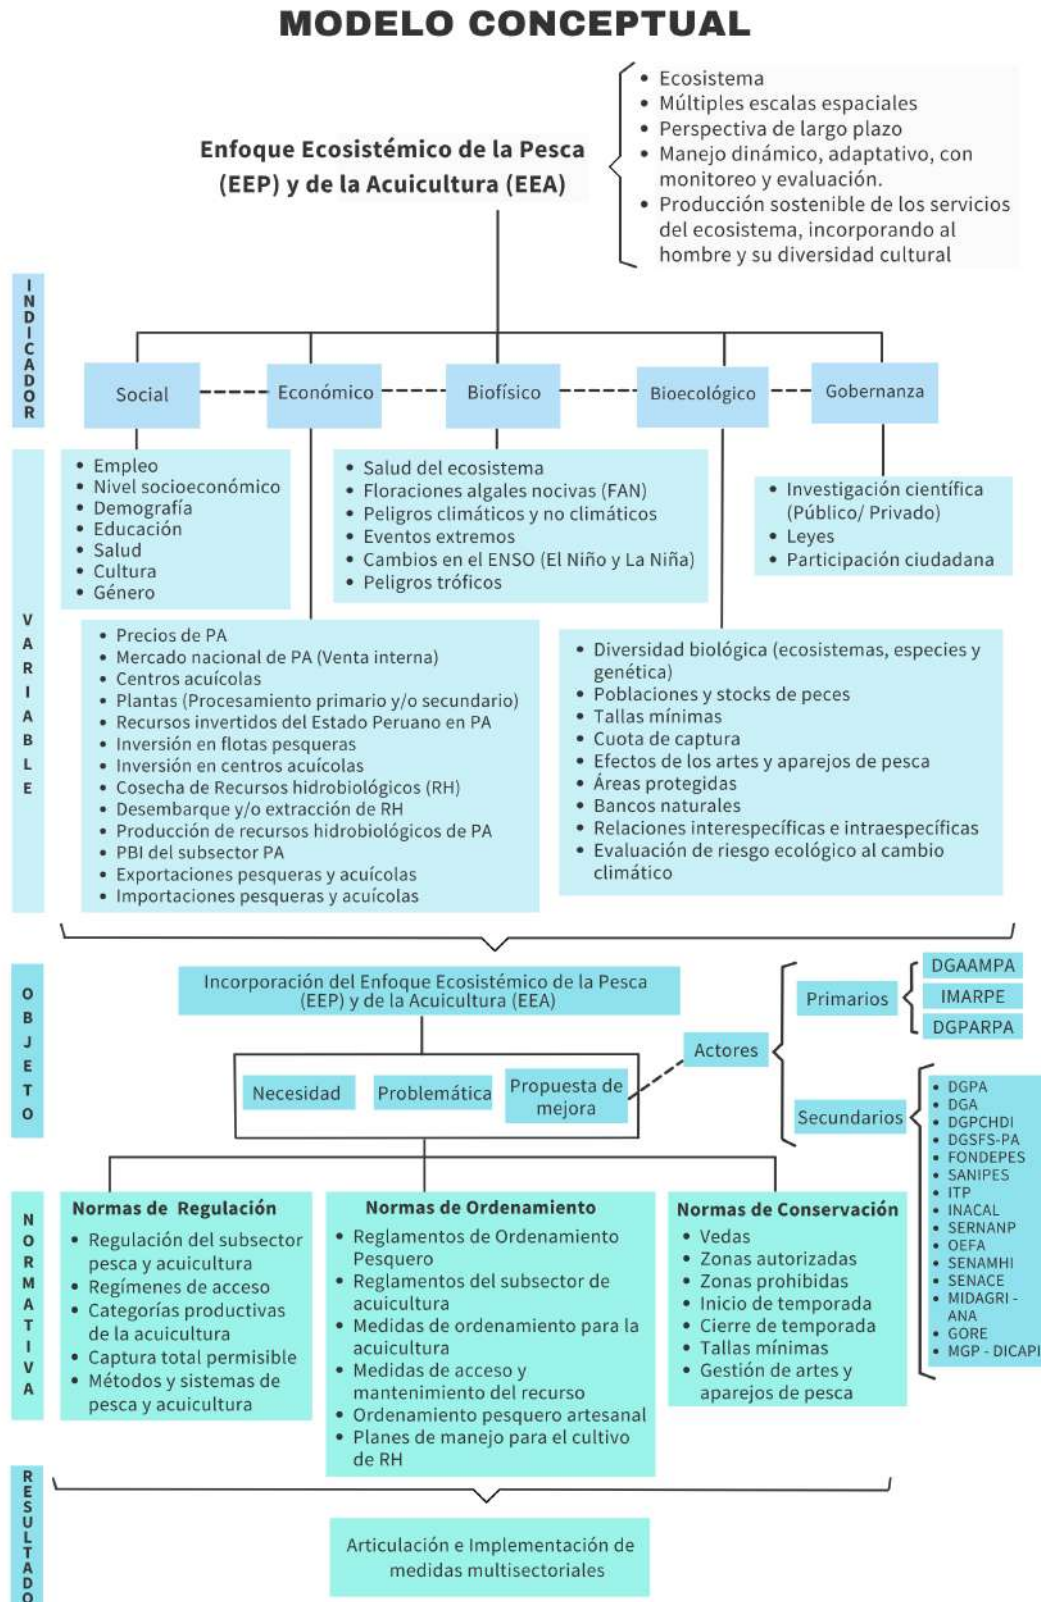 MODELO CONCEPTUAL
Enfoque Ecosistémico de la Pesca
(EEP) y de la Acuicultura (EEA)
• Ecosistema
• Múltiples escalas espaciales
• Perspectiva de largo plazo
• Manejo dinámico, adaptativo, con
monitoreo y evaluación.
• Producción sostenible de los servicios
del ecosistema, incorporando al
hombre y su diversidad cultural
INDICADOR
Social
Económico
Biofísico
Bioecológico
Gobernanza
VARIABLE
• Empleo
• Nivel socioeconómico
• Demografía
• Educación
• Salud
• Cultura
• Género
• Salud del ecosistema
• Floraciones algales nocivas (FAN)
• Peligros climáticos y no climáticos
• Eventos extremos
• Cambios en el ENSO (El Niño y La Niña)
• Peligros tróficos
• Investigación científica
(Público/ Privado)
• Leyes
• Participación ciudadana
• Precios de PA
• Mercado nacional de PA (Venta interna)
• Centros acuícolas
• Plantas (Procesamiento primario y/o secundario)
• Recursos invertidos del Estado Peruano en PA
• Inversión en flotas pesqueras
• Inversión en centros acuícolas
• Cosecha de Recursos hidrobiológicos (RH)
• Desembarque y/o extracción de RH
• Producción de recursos hidrobiológicos de PA
• PBI del subsector PA
• Exportaciones pesqueras y acuícolas
• Importaciones pesqueras y acuícolas
• Diversidad biológica (ecosistemas, especies y
genética)
• Poblaciones y stocks de peces
• Tallas mínimas
• Cuota de captura
• Efectos de los artes y aparejos de pesca
• Áreas protegidas
• Bancos naturales
• Relaciones interespecíficas e intraespecíficas
• Evaluación de riesgo ecológico al cambio
climático
OBJETO
Incorporación del Enfoque Ecosistémico de la Pesca
(EEP) y de la Acuicultura (EEA)
Necesidad
Problemática
Propuesta de
mejora
Actores
Primarios
DGAAMPA
IMARPE
DGPARPA
Secundarios
• DGPA
• DGA
• DGPCHDI
• DGSFS-PA
• FONDEPES
• SANIPES
• ITP
• INACAL
• SERNANP
• OEFA
• SENAMHI
• SENACE
• MIDAGRI -
ANA
• GORE
• MGP - DICAPI
NORMATIVA
Normas de Regulación
• Regulación del subsector
pesca y acuicultura
• Regímenes de acceso
• Categorías productivas
de la acuicultura
• Captura total permisible
• Métodos y sistemas de
pesca y acuicultura
Normas de Ordenamiento
• Reglamentos de Ordenamiento
Pesquero
• Reglamentos del subsector de
acuicultura
• Medidas de ordenamiento para la
acuicultura
• Medidas de acceso y
mantenimiento del recurso
• Ordenamiento pesquero artesanal
• Planes de manejo para el cultivo
de RH
Normas de Conservación
• Vedas
• Zonas autorizadas
• Zonas prohibidas
• Inicio de temporada
• Cierre de temporada
• Tallas mínimas
• Gestión de artes y
aparejos de pesca
RESULTADO
Articulación e Implementación de
medidas multisectoriales